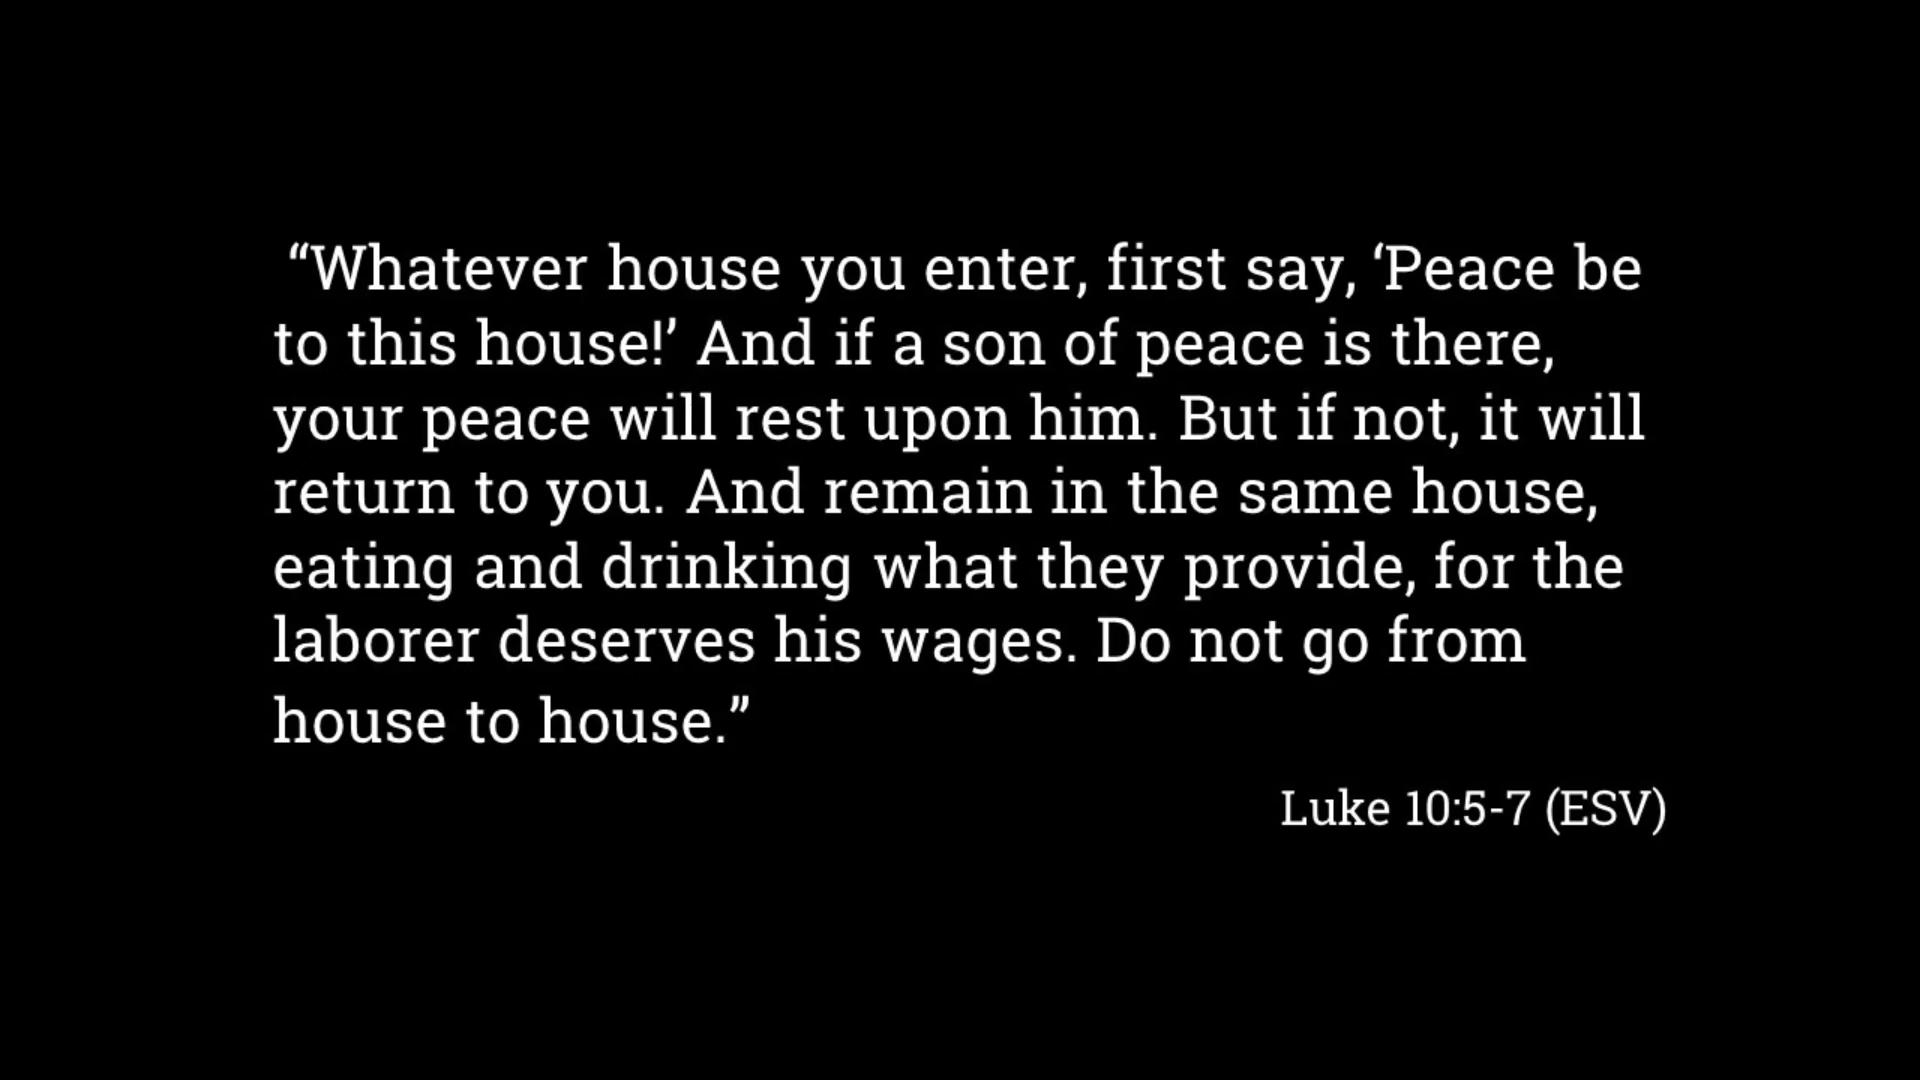 “Whatever house you enter, first say, ‘Peace be
to this house!’ And if a son of peace is there,
your peace will rest upon him. But if not, it will
return to you. And remain in the same house,
eating and drinking what they provide, for the
laborer deserves his wages. Do not go from
house to house.”
Luke 10:5-7 (ESV)